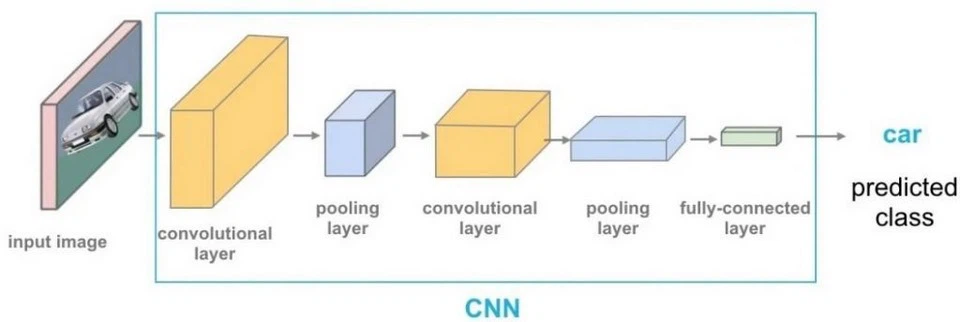 input image
convolutional
layer
pooling
layer
convolutional
layer
pooling
layer
fully-connected
layer
car
predicted
class
CNN